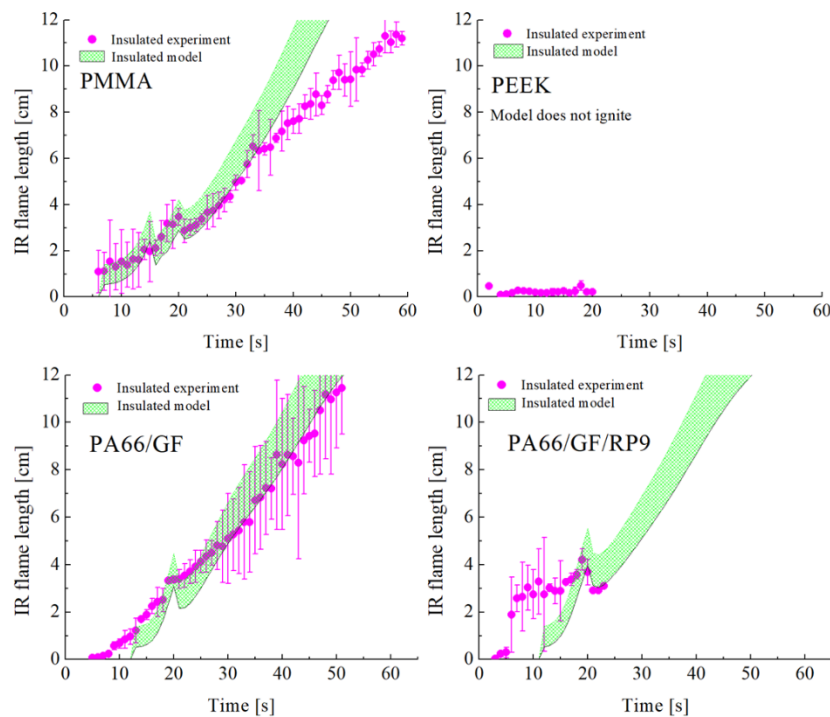 12
10
8
6
4
2
0
IR flame length [cm]
Insulated experiment
Insulated model
PMMA
0 10 20 30 40 50 60
Time [s]
12
10
8
6
4
2
0
IR flame length [cm]
Insulated experiment
Insulated model
PEEK
Model does not ignite
0 10 20 30 40 50 60
Time [s]
12
10
8
6
4
2
0
IR flame length [cm]
Insulated experiment
Insulated model
PA66/GF
0 10 20 30 40 50 60
Time [s]
12
10
8
6
4
2
0
IR flame length [cm]
Insulated experiment
Insulated model
PA66/GF/RP9
0 10 20 30 40 50 60
Time [s]